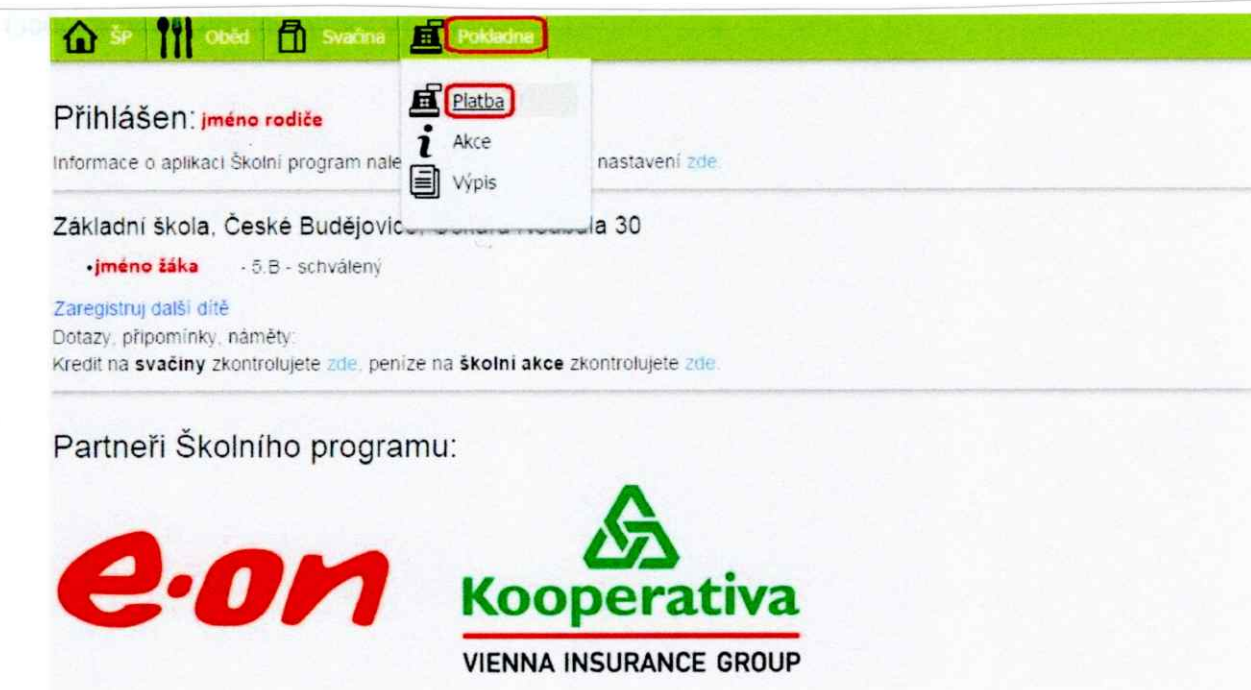 ŠP Oběd Svačina Pokladna
Platba
Akce
Výpis
Přihlášen: jméno rodiče
Informace o aplikaci Školní program nale nastavení zde.
Základní škola, České Budějovice, la 30
•jméno žáka - 5.B - schválený
Zaregistruj další dítě
Dotazy, připomínky, náměty:
Kredit na svačiny zkontrolujete zde, peníze na školní akce zkontrolujete zde.
Partneři Školního programu:
e·on
Kooperativa
VIENNA INSURANCE GROUP